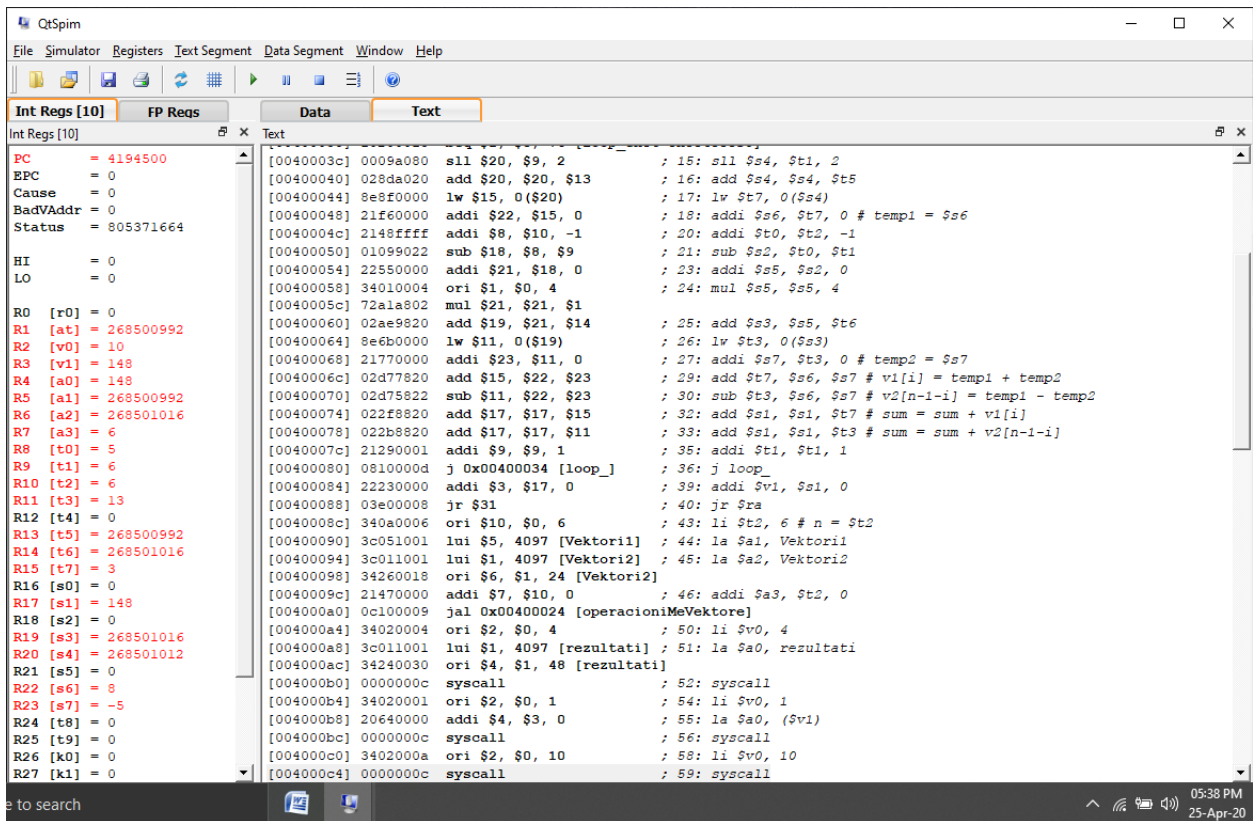 QtSpim
File Simulator Registers Text Segment Data Segment Window Help
Int Regs [10] FP Regs Data Text
Int Regs [10]
PC = 4194500
EPC = 0
Cause = 0
BadVAddr = 0
Status = 805371664
HI = 0
LO = 0
R0 [r0] = 0
R1 [at] = 268500992
R2 [v0] = 10
R3 [v1] = 148
R4 [a0] = 148
R5 [a1] = 268500992
R6 [a2] = 268501016
R7 [a3] = 6
R8 [t0] = 5
R9 [t1] = 6
R10 [t2] = 6
R11 [t3] = 13
R12 [t4] = 0
R13 [t5] = 268500992
R14 [t6] = 268501016
R15 [t7] = 3
R16 [s0] = 0
R17 [s1] = 148
R18 [s2] = 0
R19 [s3] = 268501016
R20 [s4] = 268501012
R21 [s5] = 0
R22 [s6] = 8
R23 [s7] = -5
R24 [t8] = 0
R25 [t9] = 0
R26 [k0] = 0
R27 [k1] = 0
Text
[0040003c] 0009a080 sll $20, $9, 2 ; 15: sll $s4, $t1, 2
[00400040] 028da020 add $20, $20, $13 ; 16: add $s4, $s4, $t5
[00400044] 8e8f0000 lw $15, 0($20) ; 17: lw $t7, 0($s4)
[00400048] 21f60000 addi $22, $15, 0 ; 18: addi $s6, $t7, 0 # temp1 = $s6
[0040004c] 2148ffff addi $8, $10, -1 ; 20: addi $t0, $t2, -1
[00400050] 01099022 sub $18, $8, $9 ; 21: sub $s2, $t0, $t1
[00400054] 22550000 addi $21, $18, 0 ; 23: addi $s5, $s2, 0
[00400058] 34010004 ori $1, $0, 4 ; 24: mul $s5, $s5, 4
[0040005c] 72a1a802 mul $21, $21, $1
[00400060] 02ae9820 add $19, $21, $14 ; 25: add $s3, $s5, $t6
[00400064] 8e6b0000 lw $11, 0($19) ; 26: lw $t3, 0($s3)
[00400068] 21770000 addi $23, $11, 0 ; 27: addi $s7, $t3, 0 # temp2 = $s7
[0040006c] 02d77820 add $15, $22, $23 ; 29: add $t7, $s6, $s7 # v1[i] = temp1 + temp2
[00400070] 02d75822 sub $11, $22, $23 ; 30: sub $t3, $s6, $s7 # v2[n-1-i] = temp1 - temp2
[00400074] 022f8820 add $17, $17, $15 ; 32: add $s1, $s1, $t7 # sum = sum + v1[i]
[00400078] 022b8820 add $17, $17, $11 ; 33: add $s1, $s1, $t3 # sum = sum + v2[n-1-i]
[0040007c] 21290001 addi $9, $9, 1 ; 35: addi $t1, $t1, 1
[00400080] 0810000d j 0x00400034 [loop_] ; 36: j loop_
[00400084] 22230000 addi $3, $17, 0 ; 39: addi $v1, $s1, 0
[00400088] 03e00008 jr $31 ; 40: jr $ra
[0040008c] 340a0006 ori $10, $0, 6 ; 43: li $t2, 6 # n = $t2
[00400090] 3c051001 lui $5, 4097 [Vektori1] ; 44: la $a1, Vektori1
[00400094] 3c011001 lui $1, 4097 [Vektori2] ; 45: la $a2, Vektori2
[00400098] 34260018 ori $6, $1, 24 [Vektori2]
[0040009c] 21470000 addi $7, $10, 0 ; 46: addi $a3, $t2, 0
[004000a0] 0c100009 jal 0x00400024 [operacioniMeVektore]
[004000a4] 34020004 ori $2, $0, 4 ; 50: li $v0, 4
[004000a8] 3c011001 lui $1, 4097 [rezultati] ; 51: la $a0, rezultati
[004000ac] 34240030 ori $4, $1, 48 [rezultati]
[004000b0] 0000000c syscall ; 52: syscall
[004000b4] 34020001 ori $2, $0, 1 ; 54: li $v0, 1
[004000b8] 20640000 addi $4, $3, 0 ; 55: la $a0, ($v1)
[004000bc] 0000000c syscall ; 56: syscall
[004000c0] 3402000a ori $2, $0, 10 ; 58: li $v0, 10
[004000c4] 0000000c syscall ; 59: syscall
e to search
05:38 PM
25-Apr-20